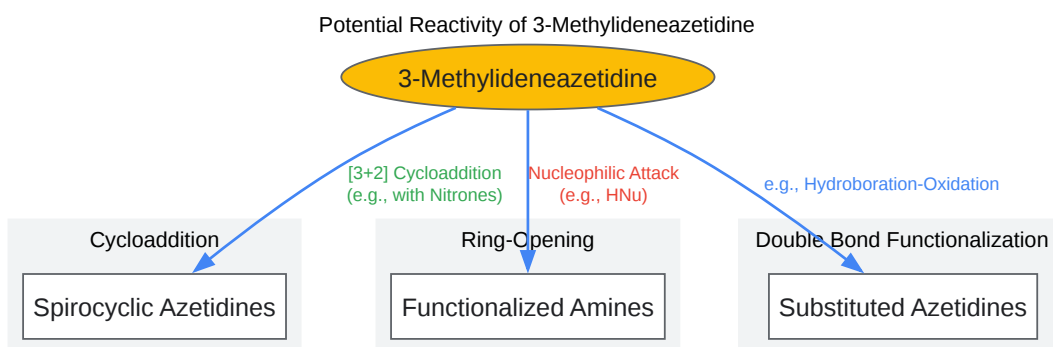 Potential Reactivity of 3-Methylideneazetidine
3-Methylideneazetidine
[3+2] Cycloaddition
(e.g., with Nitrones)
Nucleophilic Attack
(e.g., HNu)
e.g., Hydroboration-Oxidation
Cycloaddition
Ring-Opening
Double Bond Functionalization
Spirocyclic Azetidines
Functionalized Amines
Substituted Azetidines